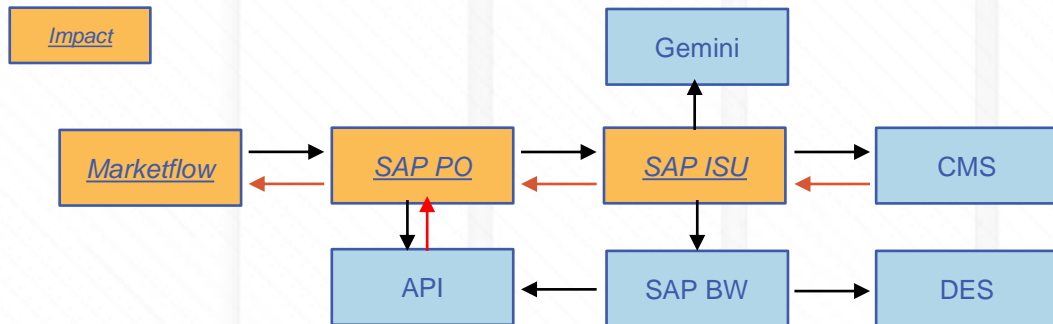 Impact
Gemini
Marketflow
SAP PO
SAP ISU
CMS
API
SAP BW
DES